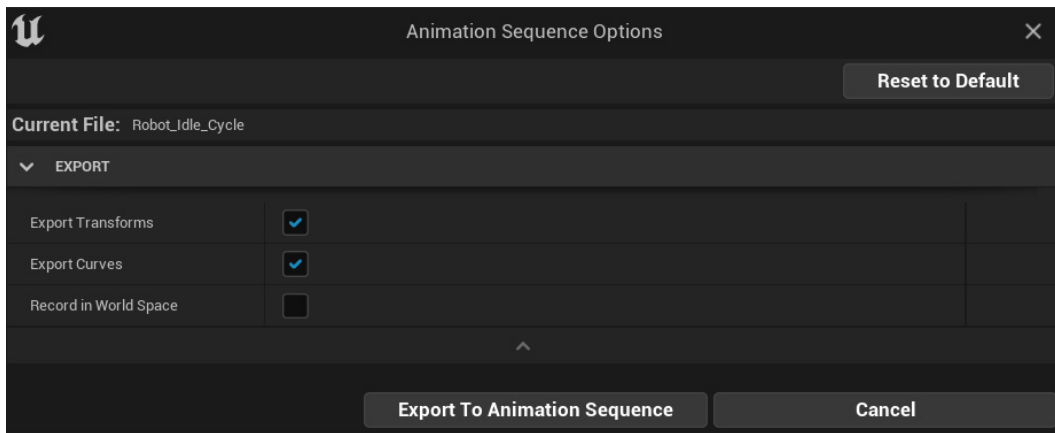 Animation Sequence Options
Reset to Default
Current File: Robot_Idle_Cycle
EXPORT
Export Transforms
Export Curves
Record in World Space
Export To Animation Sequence Cancel